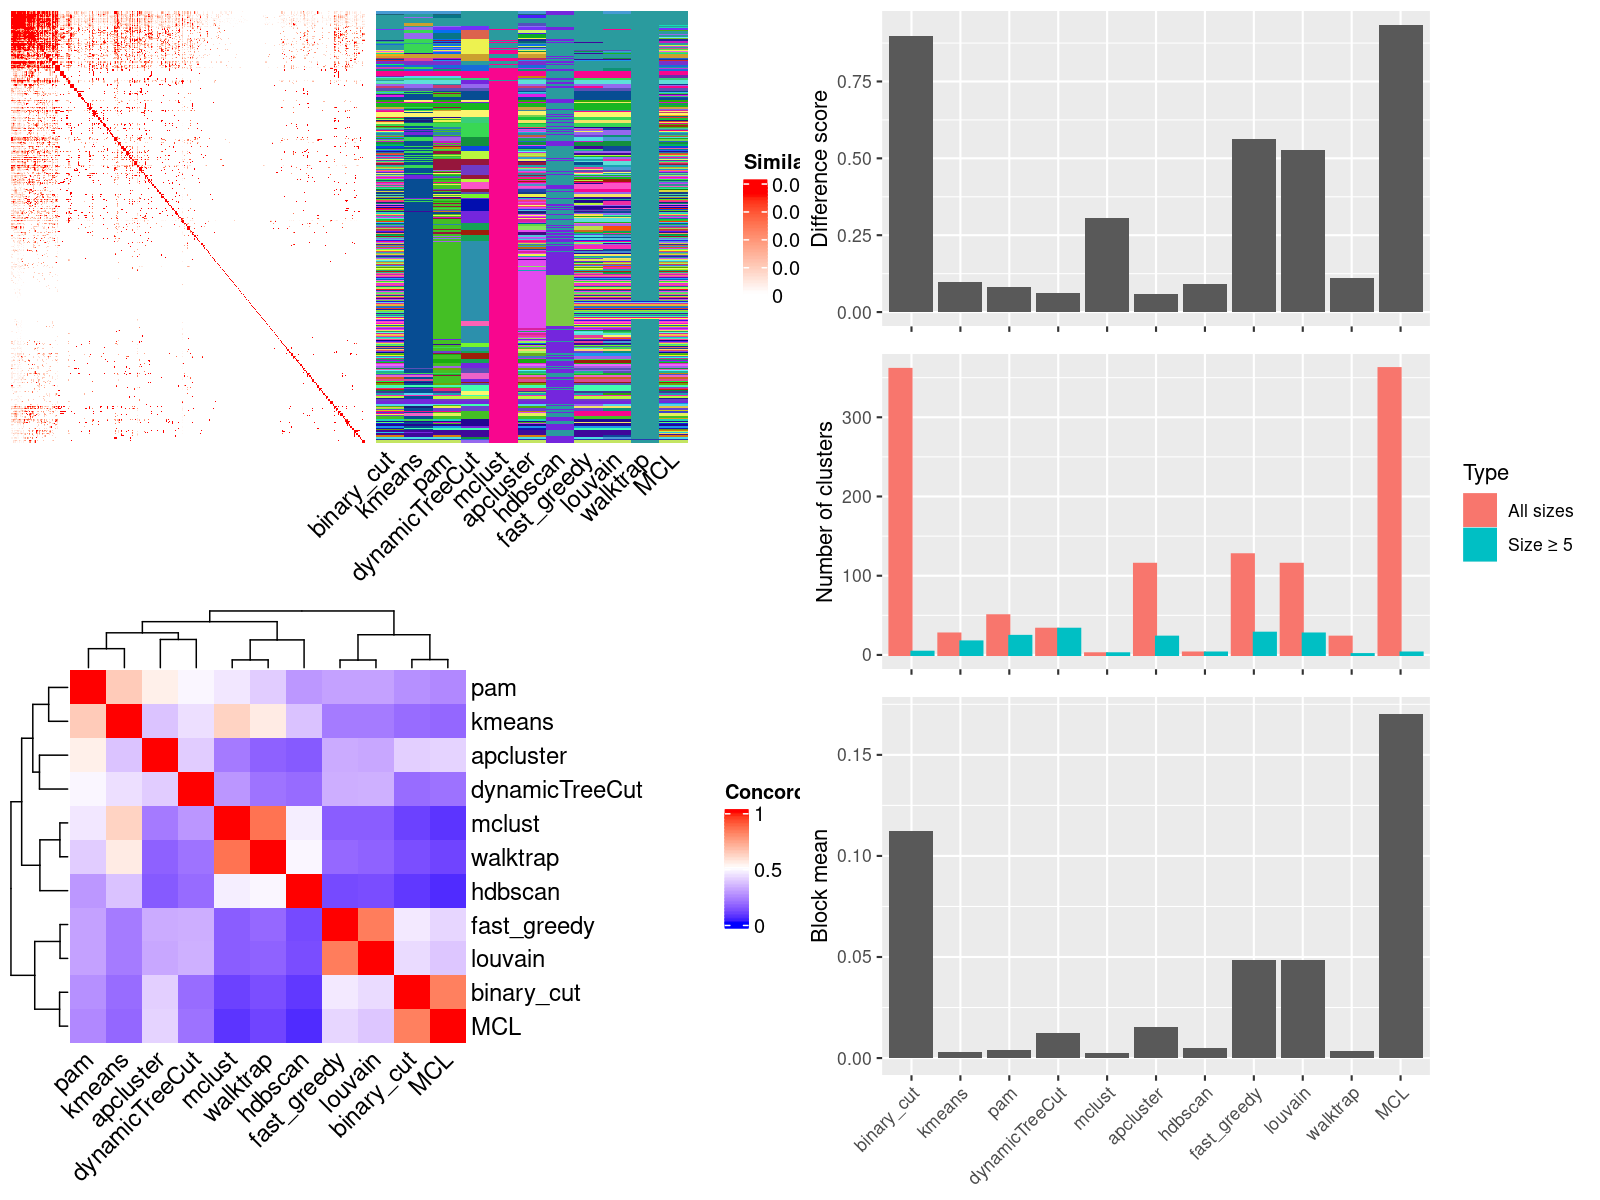 Simila
0.0
0.0
0.0
0.0
0
binary_cut
kmeans
pam
dynamicTreeCut
mclust
apcluster
hdbscan
fast_greedy
louvain
walktrap
MCL
pam
kmeans
apcluster
dynamicTreeCut
mclust
walktrap
hdbscan
fast_greedy
louvain
binary_cut
MCL
pam
kmeans
apcluster
dynamicTreeCut
mclust
walktrap
hdbscan
fast_greedy
louvain
binary_cut
MCL
Concord
1
0.5
0
Difference score
0.75
0.50
0.25
0.00
Number of clusters
300
200
100
0
Type
All sizes
Size ≥ 5
Block mean
0.15
0.10
0.05
0.00
binary_cut
kmeans
pam
dynamicTreeCut
mclust
apcluster
hdbscan
fast_greedy
louvain
walktrap
MCL